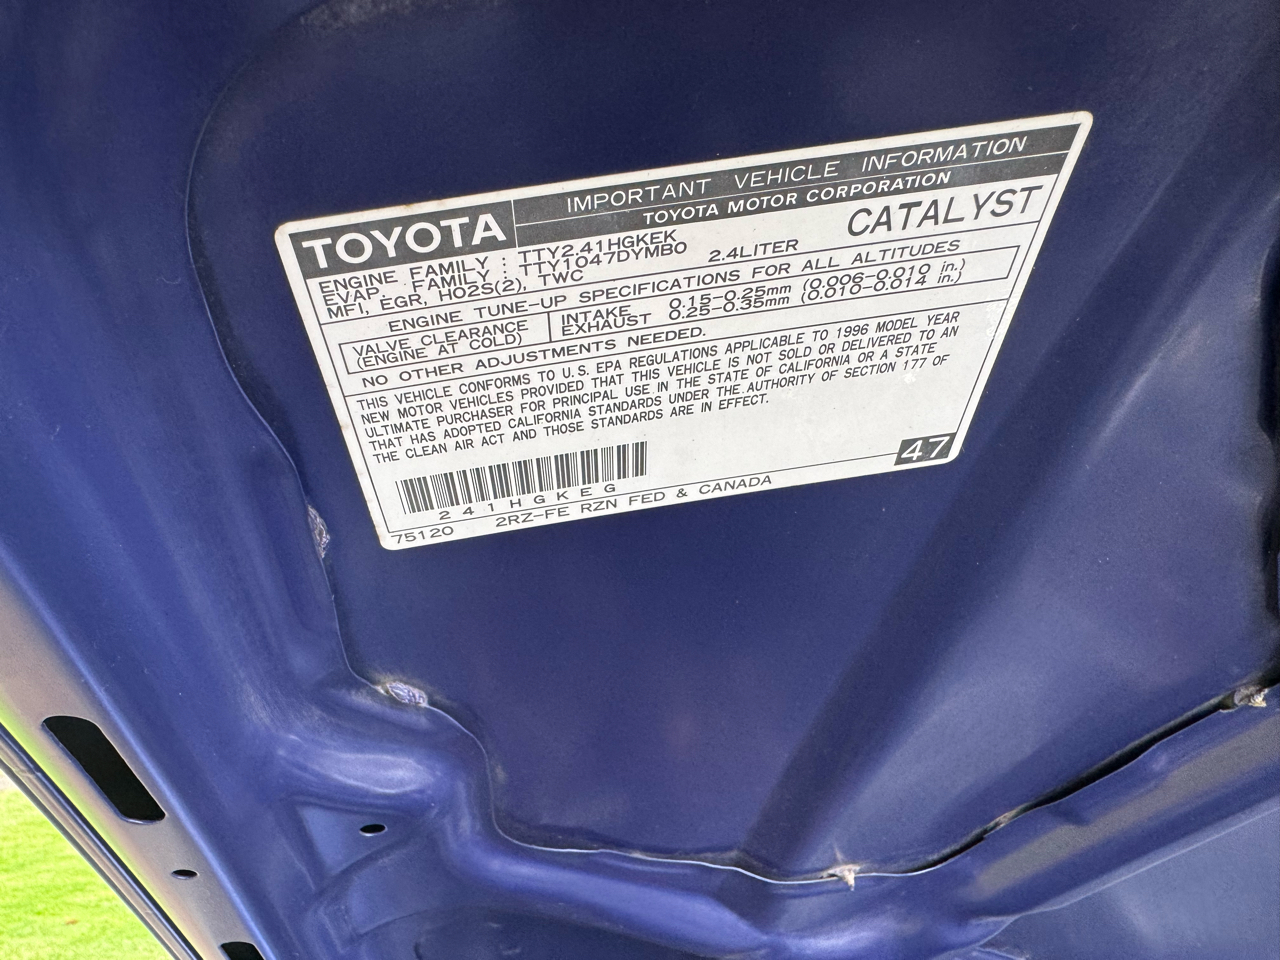 TOYOTA
IMPORTANT VEHICLE INFORMATION
TOYOTA MOTOR CORPORATION
ENGINE FAMILY : TTY2.41HGKEK
CATALYST
EVAP. FAMILY : TTY1047DYMB0
MFI, EGR, HO2S(2), TWC
2.4LITER
ENGINE TUNE-UP SPECIFICATIONS FOR ALL ALTITUDES
VALVE CLEARANCE
(ENGINE AT COLD)
INTAKE 0.15-0.25mm (0.006-0.010 in.)
EXHAUST 0.25-0.35mm (0.010-0.014 in.)
NO OTHER ADJUSTMENTS NEEDED.
THIS VEHICLE CONFORMS TO U.S. EPA REGULATIONS APPLICABLE TO 1996 MODEL YEAR
NEW MOTOR VEHICLES PROVIDED THAT THIS VEHICLE IS NOT SOLD OR DELIVERED TO AN
ULTIMATE PURCHASER FOR PRINCIPAL USE IN THE STATE OF CALIFORNIA OR A STATE
THAT HAS ADOPTED CALIFORNIA STANDARDS UNDER THE AUTHORITY OF SECTION 177 OF
THE CLEAN AIR ACT AND THOSE STANDARDS ARE IN EFFECT.
241HGKEG
47
75120 2RZ-FE RZN FED & CANADA